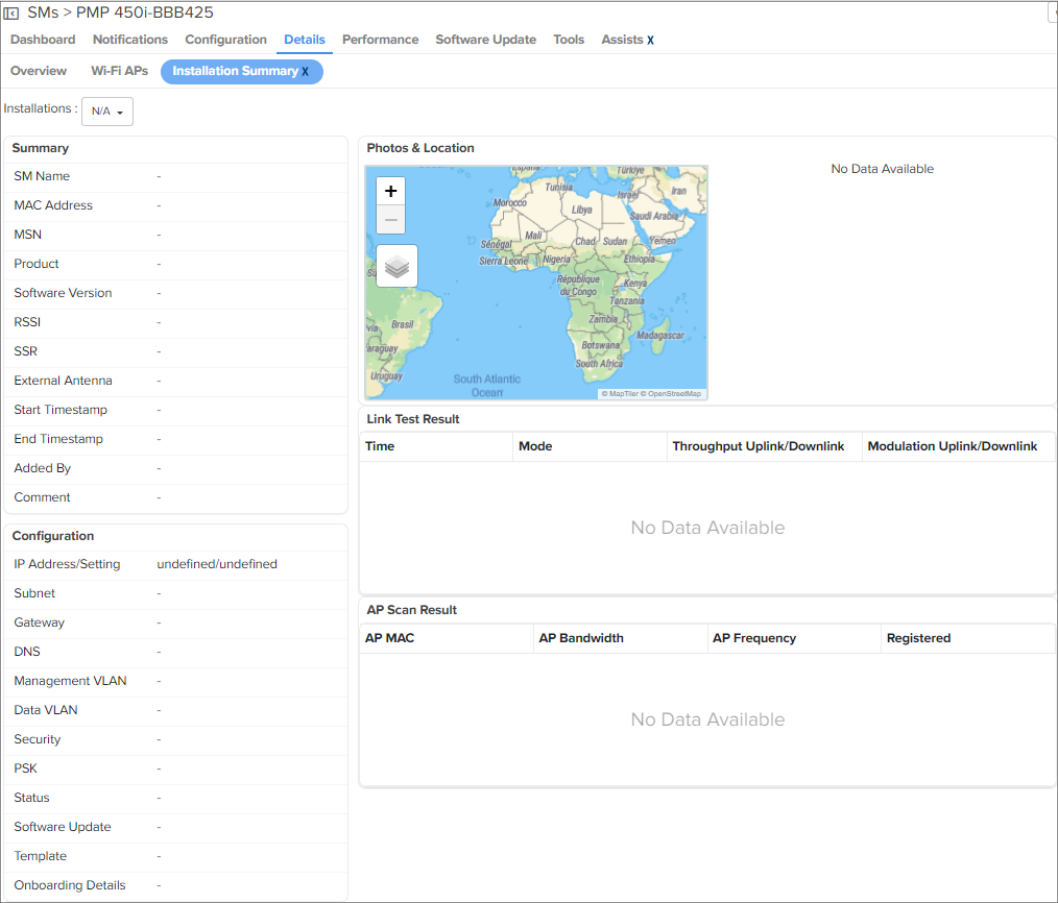 SMs > PMP 450i-BBB425
Dashboard Notifications Configuration Details Performance Software Update Tools Assists X
Overview Wi-Fi APs Installation Summary X
Installations : N/A
Summary
SM Name -
MAC Address -
MSN -
Product -
Software Version -
RSSI -
SSR -
External Antenna -
Start Timestamp -
End Timestamp -
Added By -
Comment -
Configuration
IP Address/Setting undefined/undefined
Subnet -
Gateway -
DNS -
Management VLAN -
Data VLAN -
Security -
PSK -
Status -
Software Update -
Template -
Onboarding Details -
Photos & Location
+
−
España
Türkiye
Tunisia
Israel
Iran
Morocco
Libya
Saudi Arabia
Mali
Chad
Sudan
Yemen
Sénégal
Sierra Leone
Nigeria
Ethiopia
République
du Congo
Kenya
Tanzania
Brasil
Zambia
Madagascar
Botswana
South Africa
Uruguay
South Atlantic
Ocean
© MapTiler © OpenStreetMap
No Data Available
Link Test Result
Time Mode Throughput Uplink/Downlink Modulation Uplink/Downlink
No Data Available
AP Scan Result
AP MAC AP Bandwidth AP Frequency Registered
No Data Available